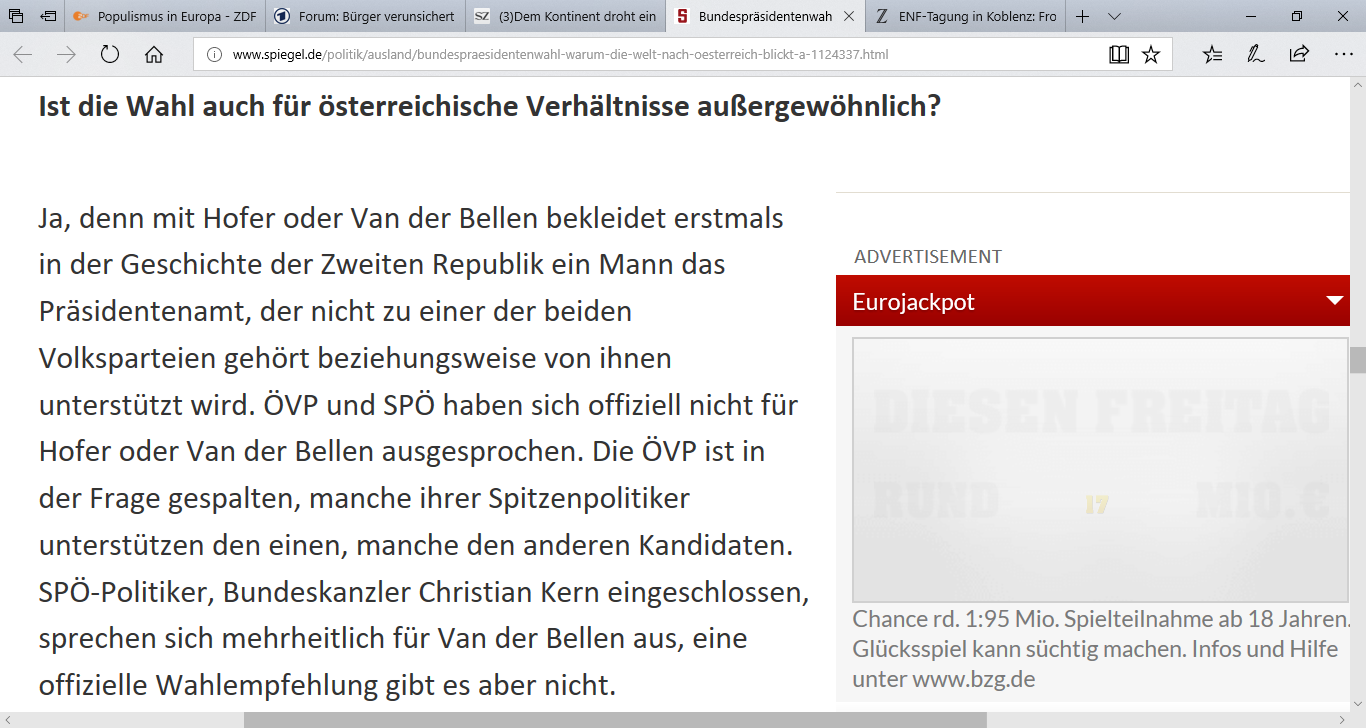 Populismus in Europa - ZDF
Forum: Bürger verunsichert
SZ (3)Dem Kontinent droht ein
S Bundespräsidentenwah
Z ENF-Tagung in Koblenz: Fro
www.spiegel.de/politik/ausland/bundespraesidentenwahl-warum-die-welt-nach-oesterreich-blickt-a-1124337.html
Ist die Wahl auch für österreichische Verhältnisse außergewöhnlich?
Ja, denn mit Hofer oder Van der Bellen bekleidet erstmals
in der Geschichte der Zweiten Republik ein Mann das
Präsidentenamt, der nicht zu einer der beiden
Volksparteien gehört beziehungsweise von ihnen
unterstützt wird. ÖVP und SPÖ haben sich offiziell nicht für
Hofer oder Van der Bellen ausgesprochen. Die ÖVP ist in
der Frage gespalten, manche ihrer Spitzenpolitiker
unterstützen den einen, manche den anderen Kandidaten.
SPÖ-Politiker, Bundeskanzler Christian Kern eingeschlossen,
sprechen sich mehrheitlich für Van der Bellen aus, eine
offizielle Wahlempfehlung gibt es aber nicht.
ADVERTISEMENT
Eurojackpot
DIESEN FREITAG
RUND 17 MIO.€
Chance rd. 1:95 Mio. Spielteilnahme ab 18 Jahren.
Glücksspiel kann süchtig machen. Infos und Hilfe
unter www.bzg.de